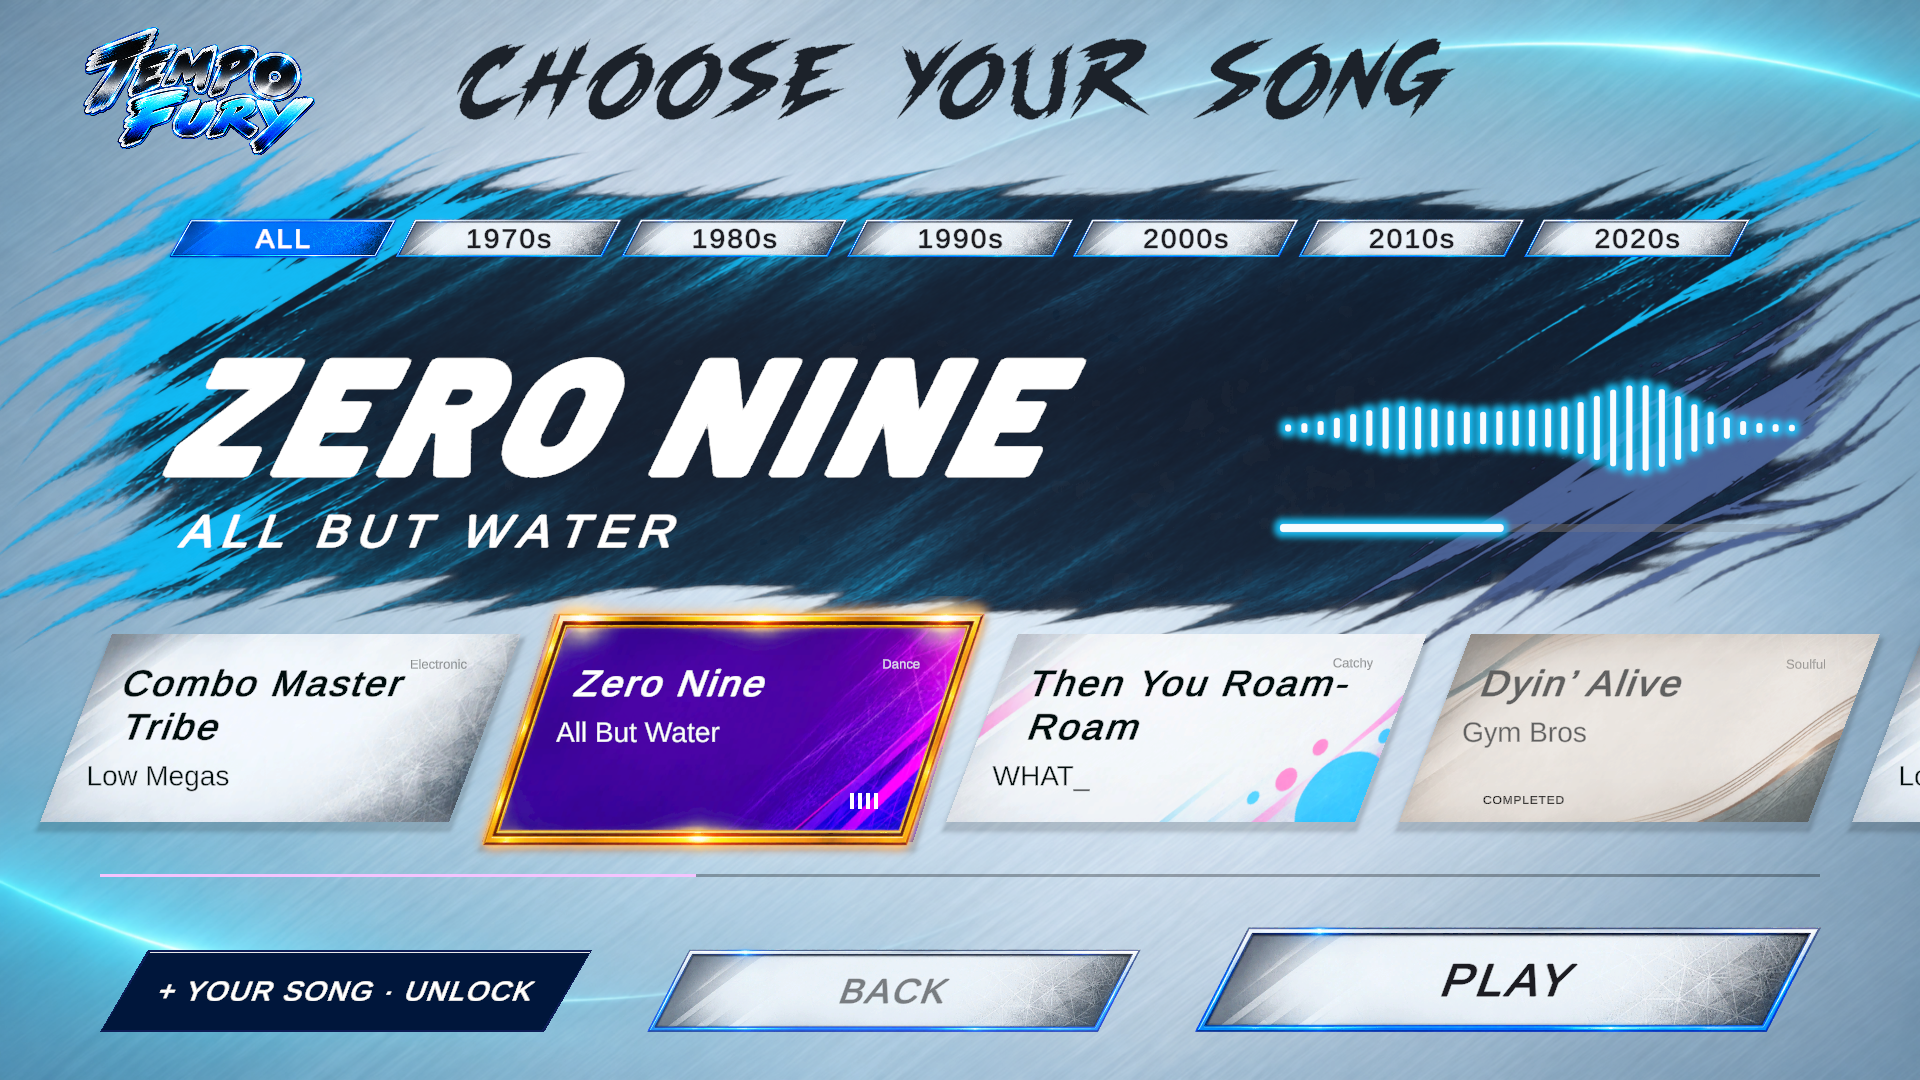 TEMPO
FURY
CHOOSE YOUR SONG
ALL
1970s
1980s
1990s
2000s
2010s
2020s
ZERO NINE
ALL BUT WATER
Electronic
Combo Master
Tribe
Low Megas
Dance
Zero Nine
All But Water
Catchy
Then You Roam-
Roam
WHAT_
Soulful
Dyin’ Alive
Gym Bros
COMPLETED
+ YOUR SONG · UNLOCK
BACK
PLAY